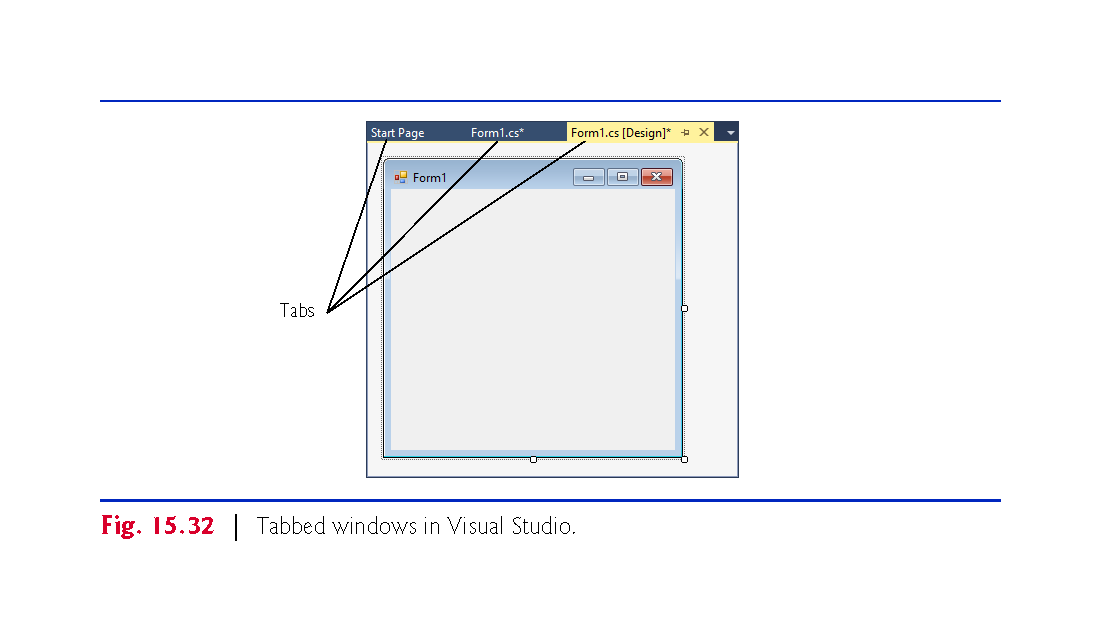 Start Page Form1.cs* Form1.cs [Design]*
Form1
Tabs
Fig. 15.32 | Tabbed windows in Visual Studio.